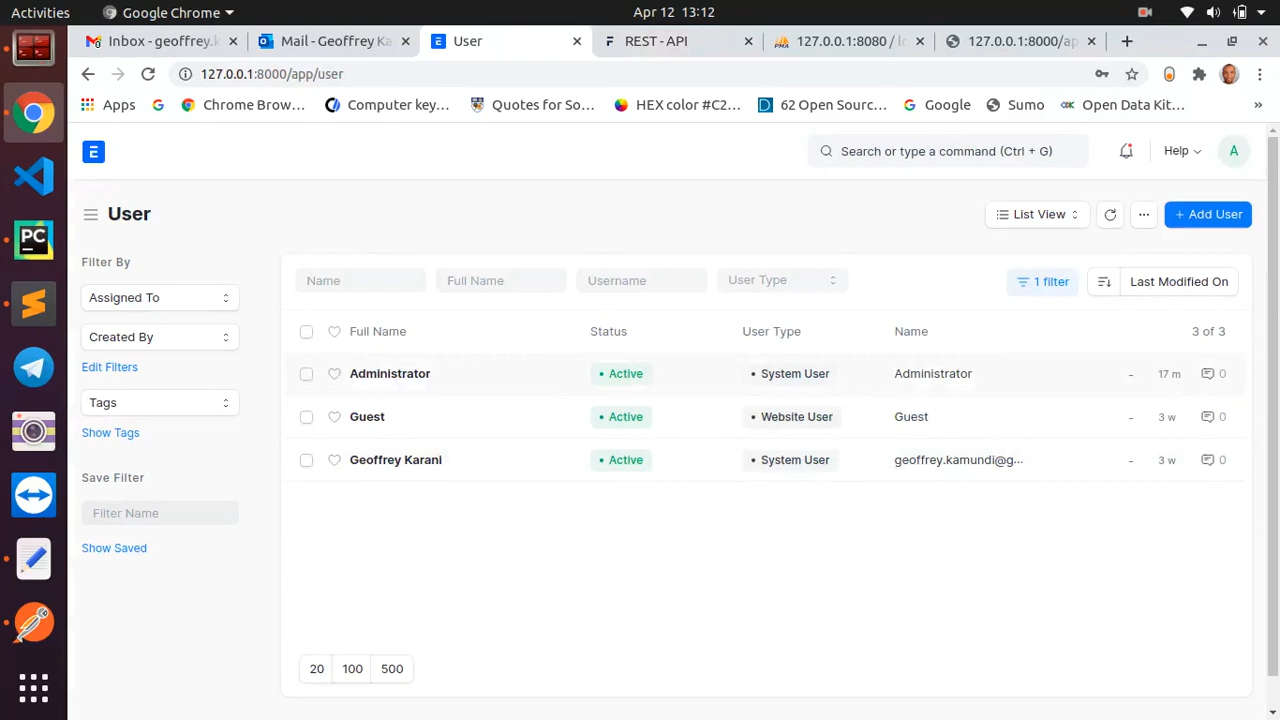 Activities
Google Chrome
Apr 12 13:12
Inbox - geoffrey.k
Mail - Geoffrey Ka
User
REST - API
127.0.0.1:8080 / l
127.0.0.1:8000/ap
127.0.0.1:8000/app/user
Apps
Chrome Brow...
Computer key...
Quotes for So...
HEX color #C2...
62 Open Sourc...
Google
Sumo
Open Data Kit...
»
E
Search or type a command (Ctrl + G)
Help
A
User
List View
+ Add User
Filter By
Assigned To
Created By
Edit Filters
Tags
Show Tags
Save Filter
Filter Name
Show Saved
Name
Full Name
Username
User Type
1 filter
Last Modified On
Full Name Status User Type Name 3 of 3
Administrator • Active • System User Administrator - 17 m 0
Guest • Active • Website User Guest - 3 w 0
Geoffrey Karani • Active • System User geoffrey.kamundi@g... - 3 w 0
20 100 500
PC